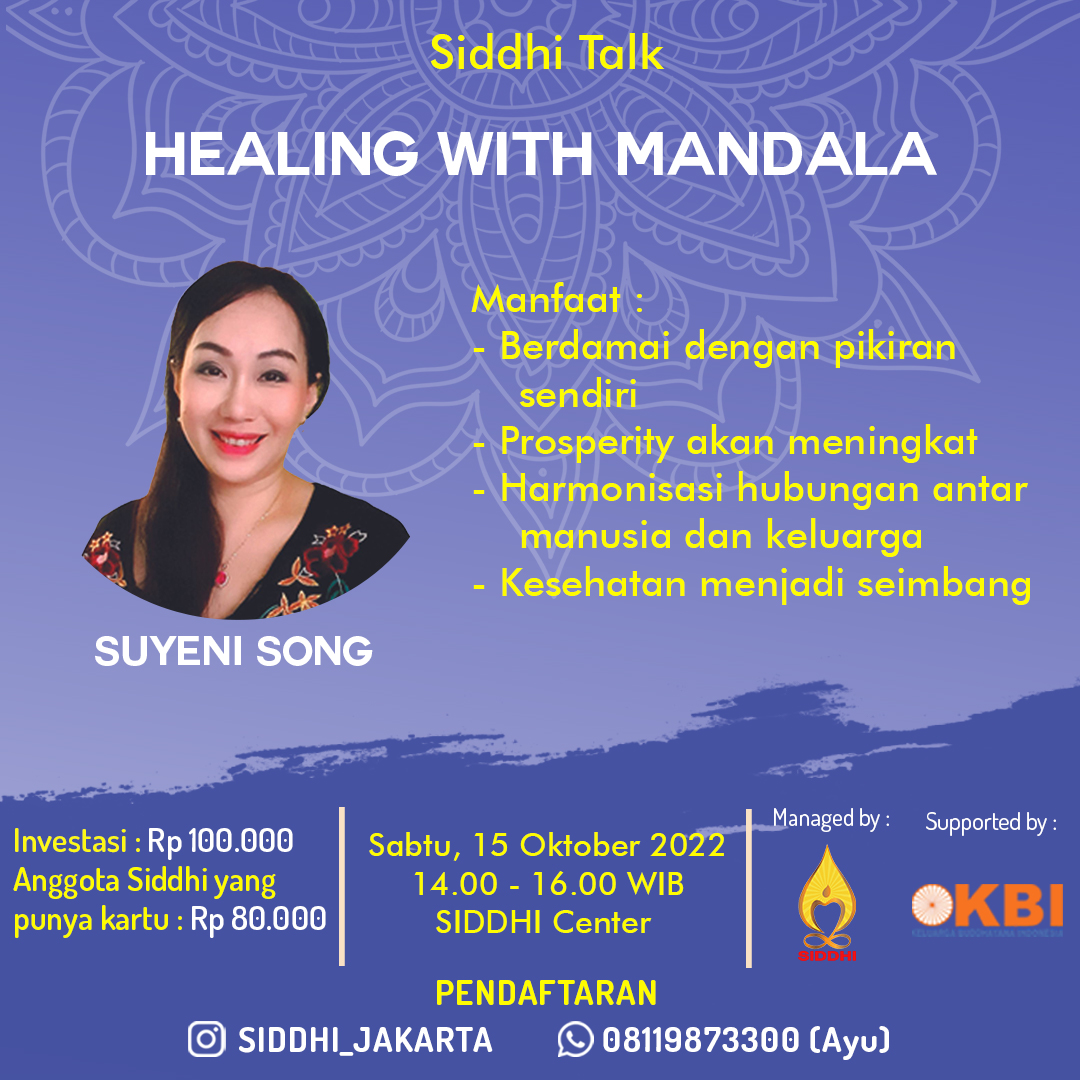 Siddhi Talk
HEALING WITH MANDALA
Manfaat :
- Berdamai dengan pikiran
sendiri
- Prosperity akan meningkat
- Harmonisasi hubungan antar
manusia dan keluarga
- Kesehatan menjadi seimbang
SUYENI SONG
Investasi : Rp 100.000
Anggota Siddhi yang
punya kartu : Rp 80.000
Sabtu, 15 Oktober 2022
14.00 - 16.00 WIB
SIDDHI Center
Managed by :
SIDDHI
Supported by :
KBI
KELUARGA BUDDHAYANA INDONESIA
PENDAFTARAN
SIDDHI_JAKARTA
08119873300 (Ayu)